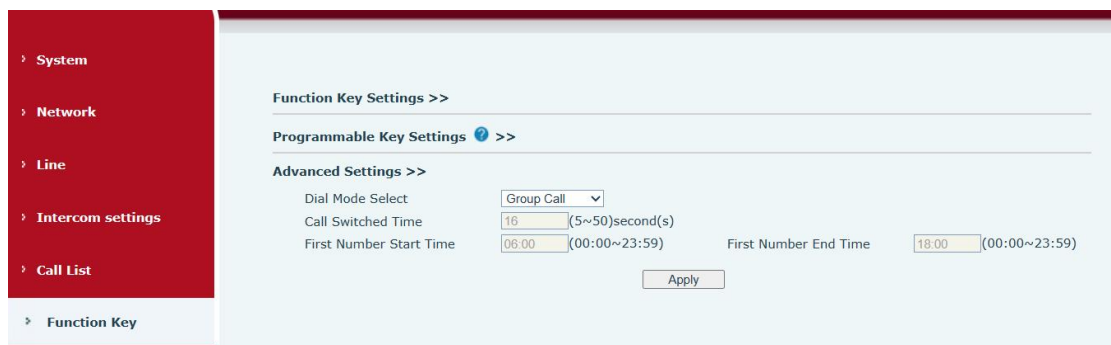 System
Network
Line
Intercom settings
Call List
Function Key
Function Key Settings >>
Programmable Key Settings ? >>
Advanced Settings >>
Dial Mode Select Group Call
Call Switched Time 16 (5~50)second(s)
First Number Start Time 06:00 (00:00~23:59) First Number End Time 18:00 (00:00~23:59)
Apply